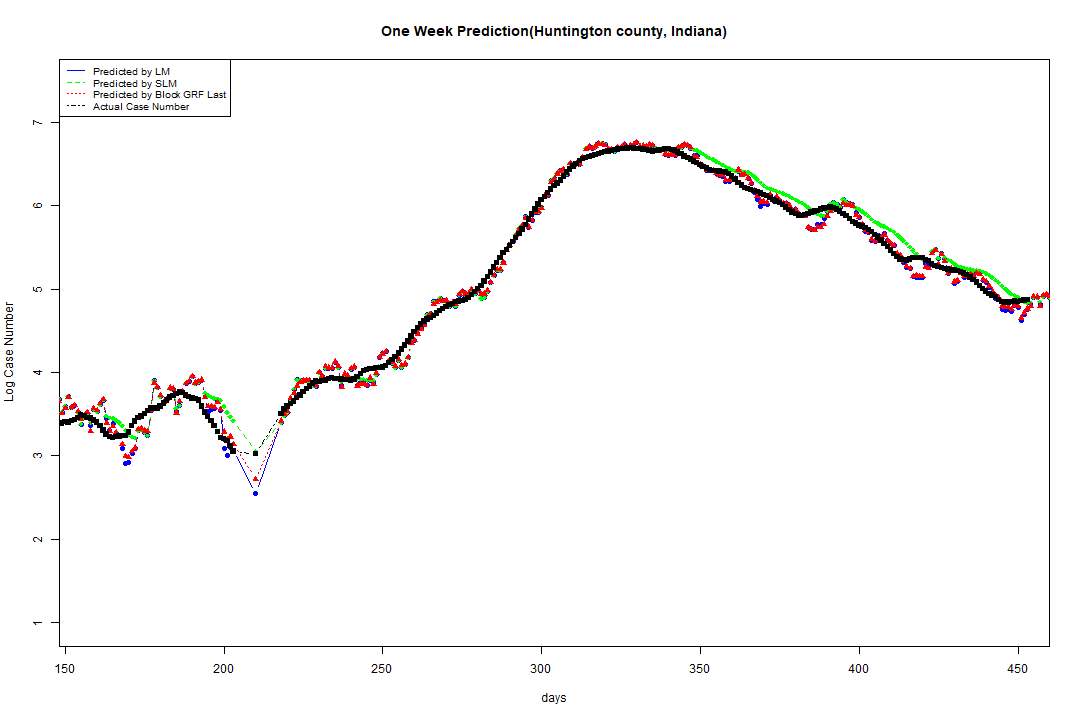 One Week Prediction(Huntington county, Indiana)
Predicted by LM
Predicted by SLM
Predicted by Block GRF Last
Actual Case Number
7
6
5
4
3
2
1
Log Case Number
150 200 250 300 350 400 450
days